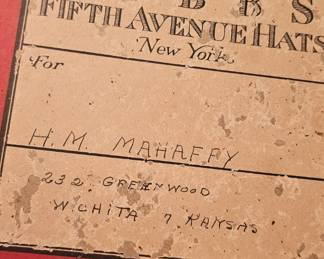 FIFTH AVENUE HATS
New York
For
H. M. MAHAFFY
232 GREENWOOD
WICHITA 7 KANSAS